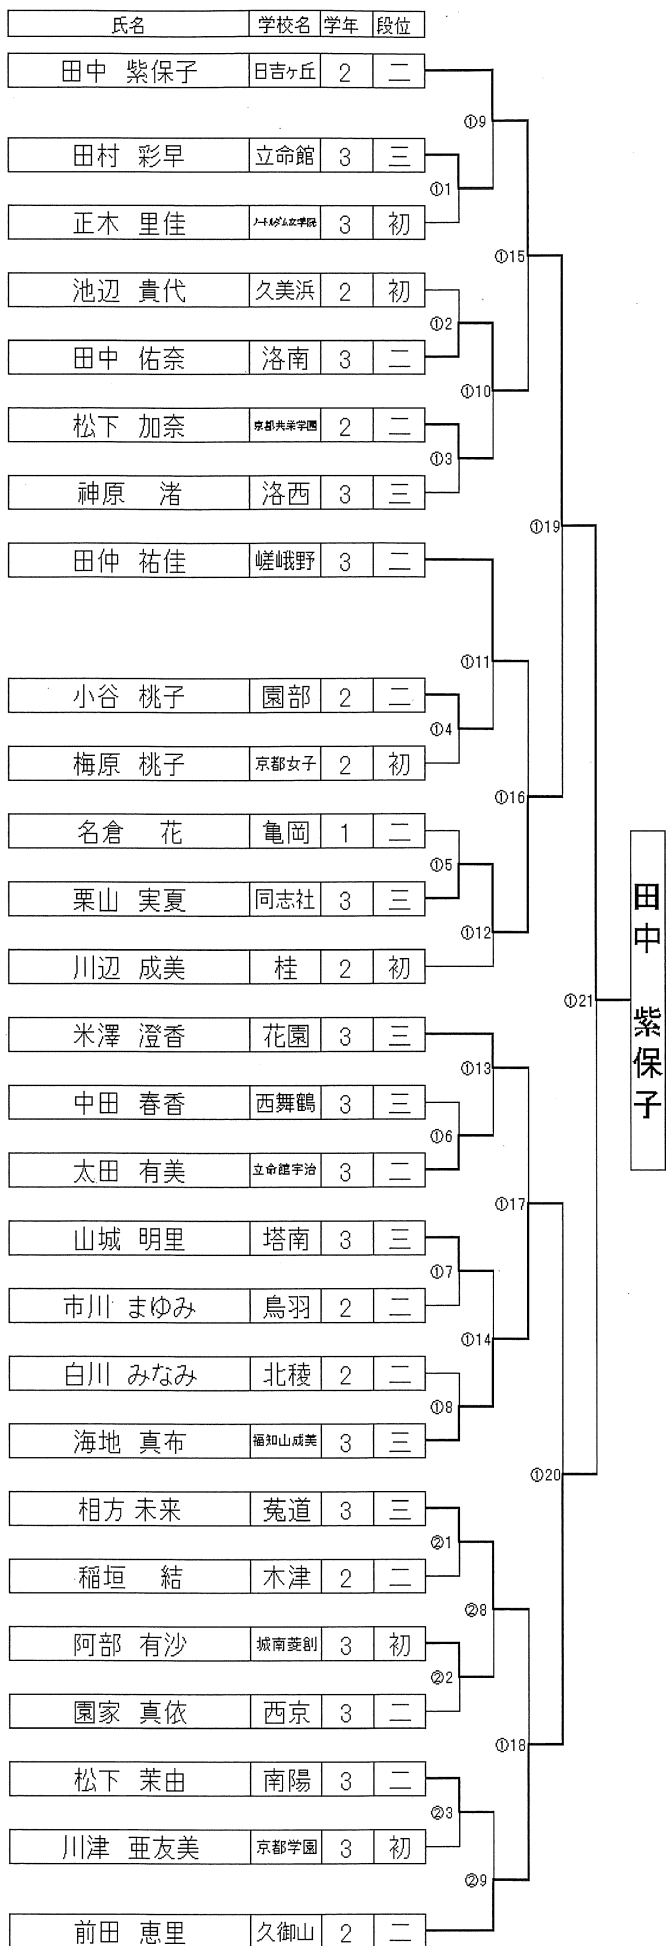 氏名 学校名 学年 段位
田中 紫保子 日吉ヶ丘 2 二
①9
田村 彩早 立命館 3 三
①1
正木 里佳 ノートルダム女学院 3 初
①15
池辺 貴代 久美浜 2 初
①2
田中 佑奈 洛南 3 二
①10
松下 加奈 京都共栄学園 2 二
①3
神原 渚 洛西 3 三
①19
田仲 祐佳 嵯峨野 3 二
①11
小谷 桃子 園部 2 二
①4
梅原 桃子 京都女子 2 初
①16
名倉 花 亀岡 1 二
①5
栗山 実夏 同志社 3 三
①12
川辺 成美 桂 2 初
①21
田中 紫保子
米澤 澄香 花園 3 三
①13
中田 春香 西舞鶴 3 三
①6
太田 有美 立命館宇治 3 二
①17
山城 明里 塔南 3 三
①7
市川 まゆみ 鳥羽 2 二
①14
白川 みなみ 北稜 2 二
①8
海地 真布 福知山成美 3 三
①20
相方 未来 菟道 3 三
②1
稲垣 結 木津 2 二
②8
阿部 有沙 城南菱創 3 初
②2
園家 真依 西京 3 二
①18
松下 茉由 南陽 3 二
②3
川津 亜友美 京都学園 3 初
②9
前田 恵里 久御山 2 二